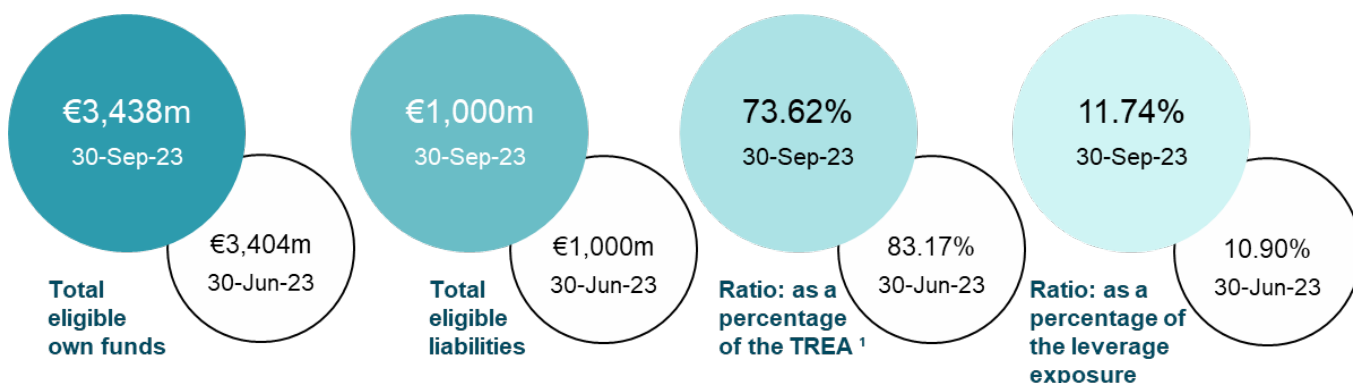 €3,438m
30-Sep-23
€3,404m
30-Jun-23
Total
eligible
own funds
€1,000m
30-Sep-23
€1,000m
30-Jun-23
Total
eligible
liabilities
73.62%
30-Sep-23
83.17%
30-Jun-23
Ratio: as a
percentage
of the TREA ¹
11.74%
30-Sep-23
10.90%
30-Jun-23
Ratio: as a
percentage of
the leverage
exposure